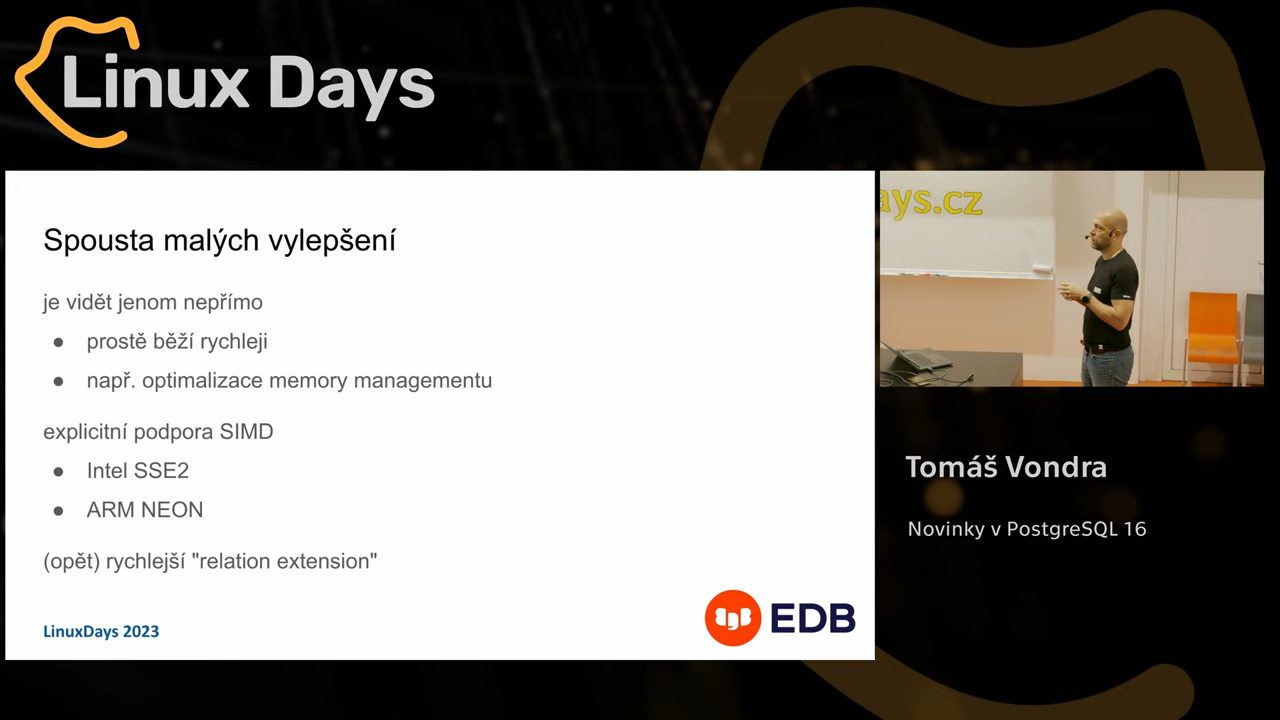 Linux Days
Spousta malých vylepšení
je vidět jenom nepřímo
● prostě běží rychleji
● např. optimalizace memory managementu
explicitní podpora SIMD
● Intel SSE2
● ARM NEON
(opět) rychlejší "relation extension"
LinuxDays 2023
EDB
ays.cz
Tomáš Vondra
Novinky v PostgreSQL 16